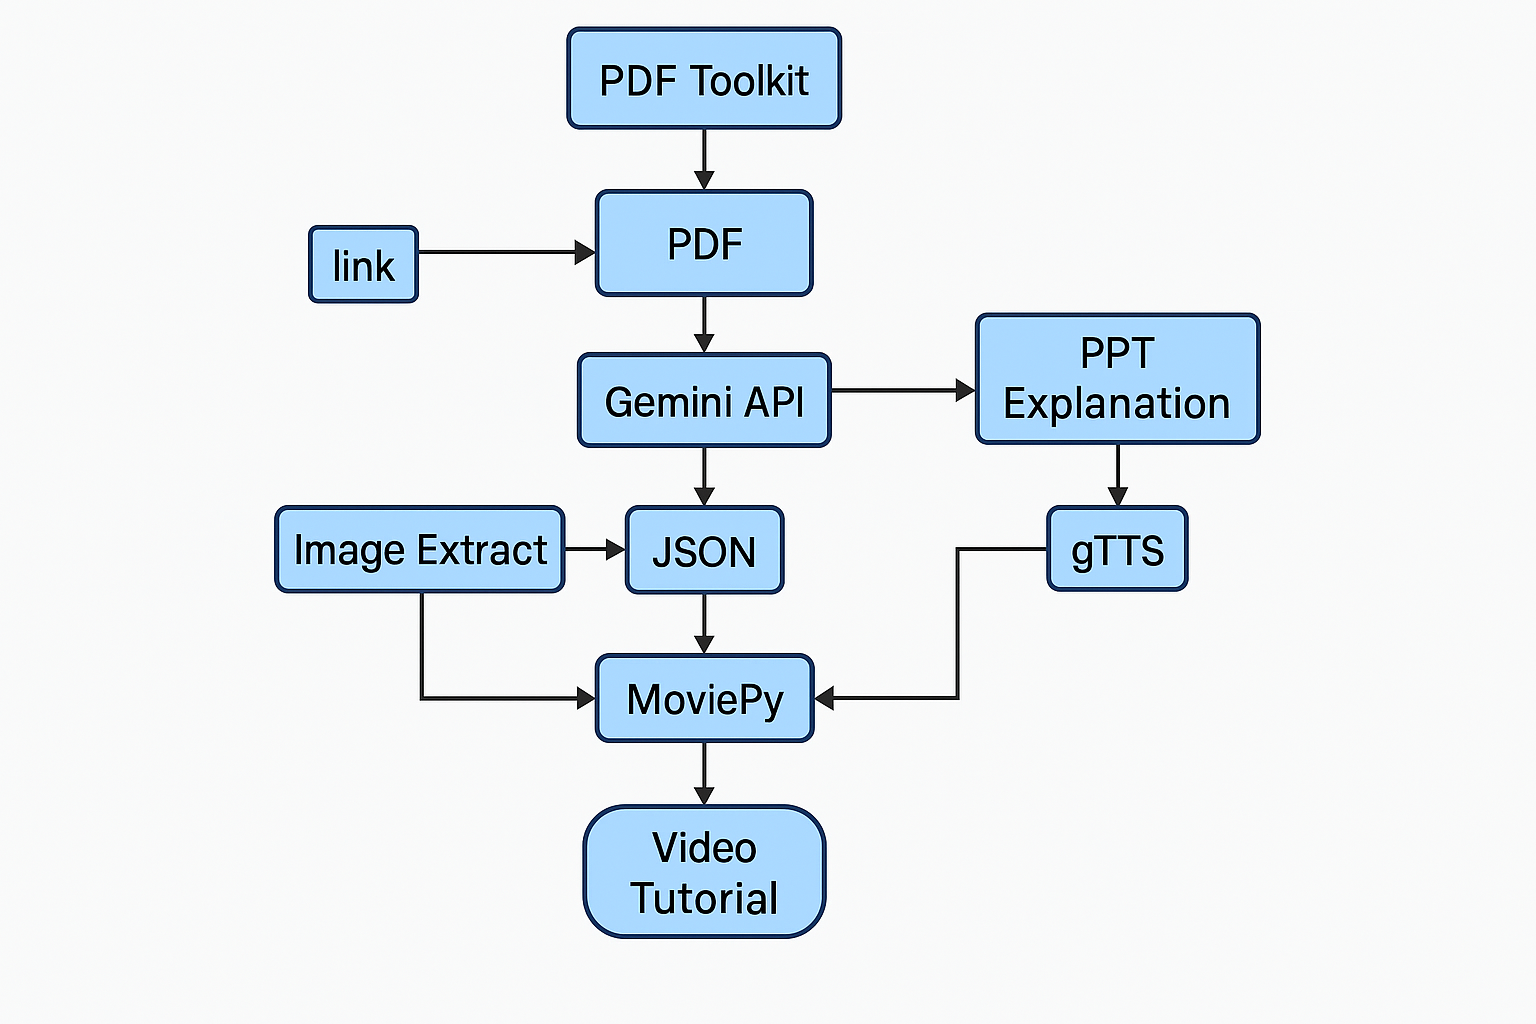 PDF Toolkit
link
PDF
Gemini API
PPT
Explanation
Image Extract
JSON
gTTS
MoviePy
Video
Tutorial